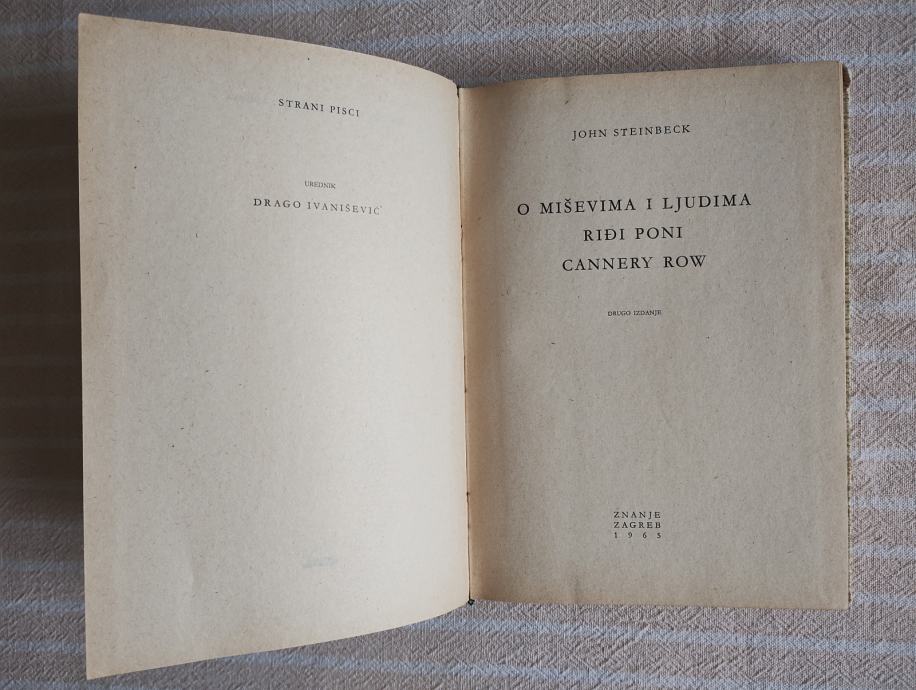 STRANI PISCI
UREDNIK
DRAGO IVANIŠEVIĆ
JOHN STEINBECK
O MIŠEVIMA I LJUDIMA
RIĐI PONI
CANNERY ROW
DRUGO IZDANJE
ZNANJE
ZAGREB
1965